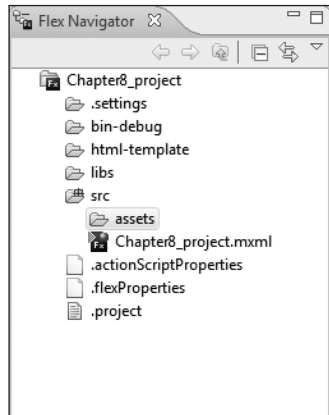 Flex Navigator
Chapter8_project
.settings
bin-debug
html-template
libs
src
assets
Chapter8_project.mxml
.actionScriptProperties
.flexProperties
.project